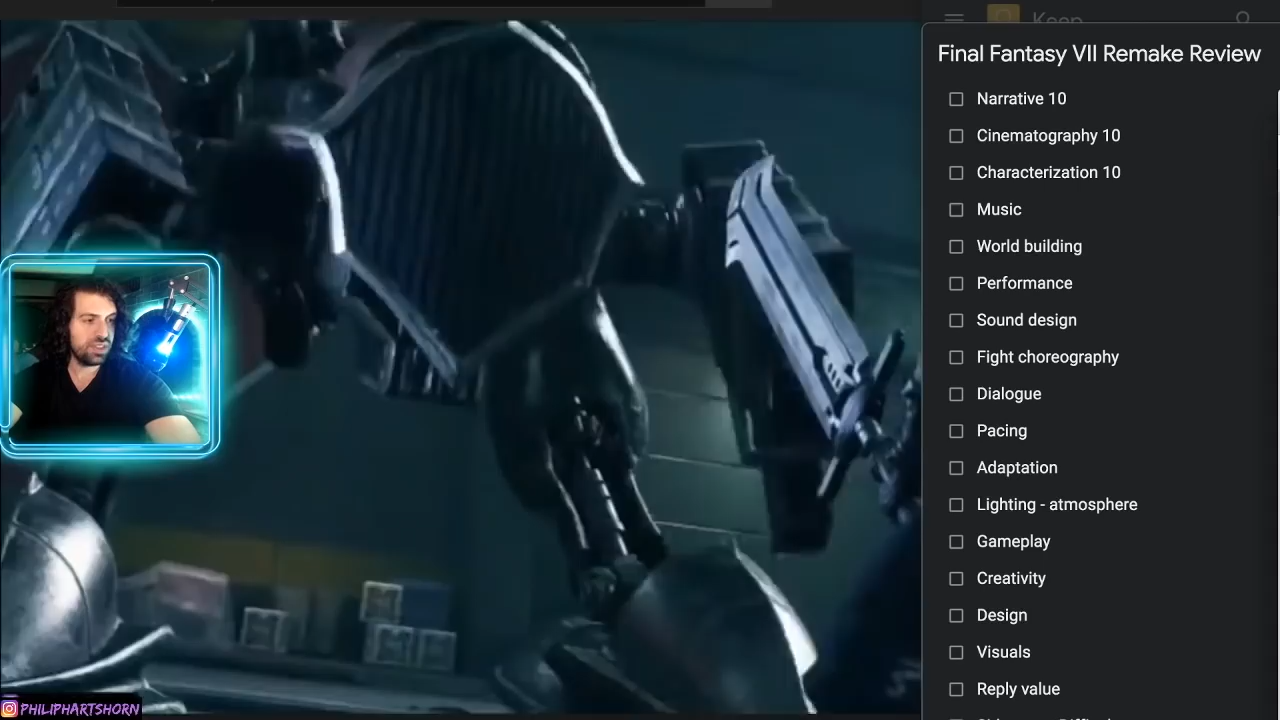 Keep
Final Fantasy VII Remake Review
Narrative 10
Cinematography 10
Characterization 10
Music
World building
Performance
Sound design
Fight choreography
Dialogue
Pacing
Adaptation
Lighting - atmosphere
Gameplay
Creativity
Design
Visuals
Reply value
PHILIPHARTSHORN